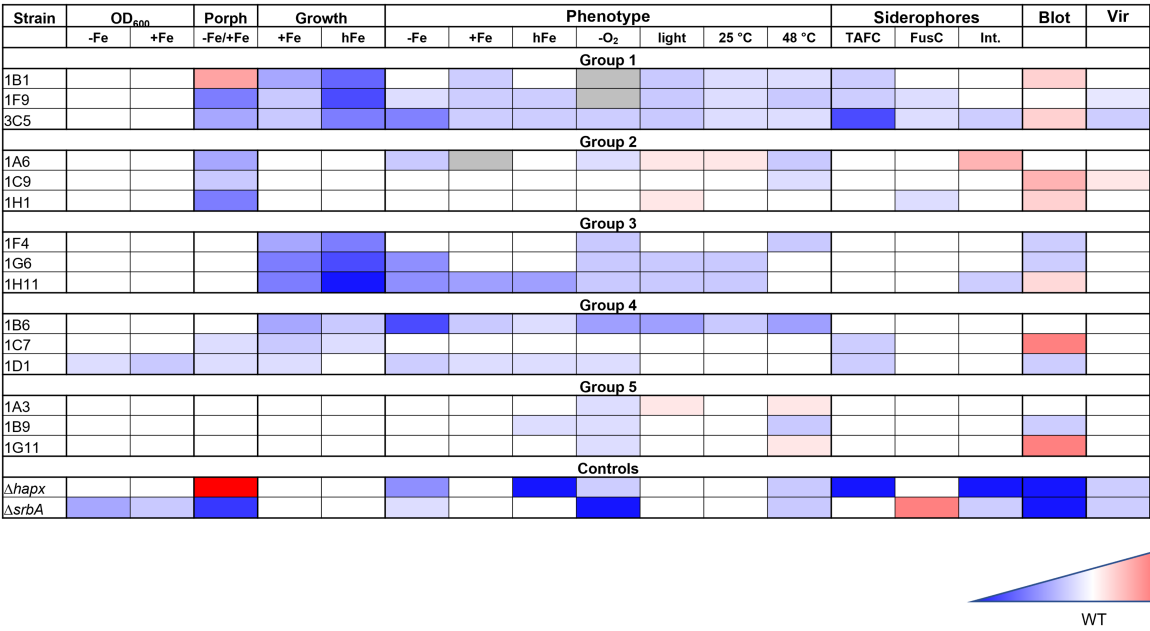 Strain OD600 Porph Growth Phenotype Siderophores Blot Vir
-Fe +Fe -Fe/+Fe +Fe hFe -Fe +Fe hFe -O2 light 25 °C 48 °C TAFC FusC Int.
Group 1
1B1
1F9
3C5
Group 2
1A6
1C9
1H1
Group 3
1F4
1G6
1H11
Group 4
1B6
1C7
1D1
Group 5
1A3
1B9
1G11
Controls
Δhapx
ΔsrbA
WT